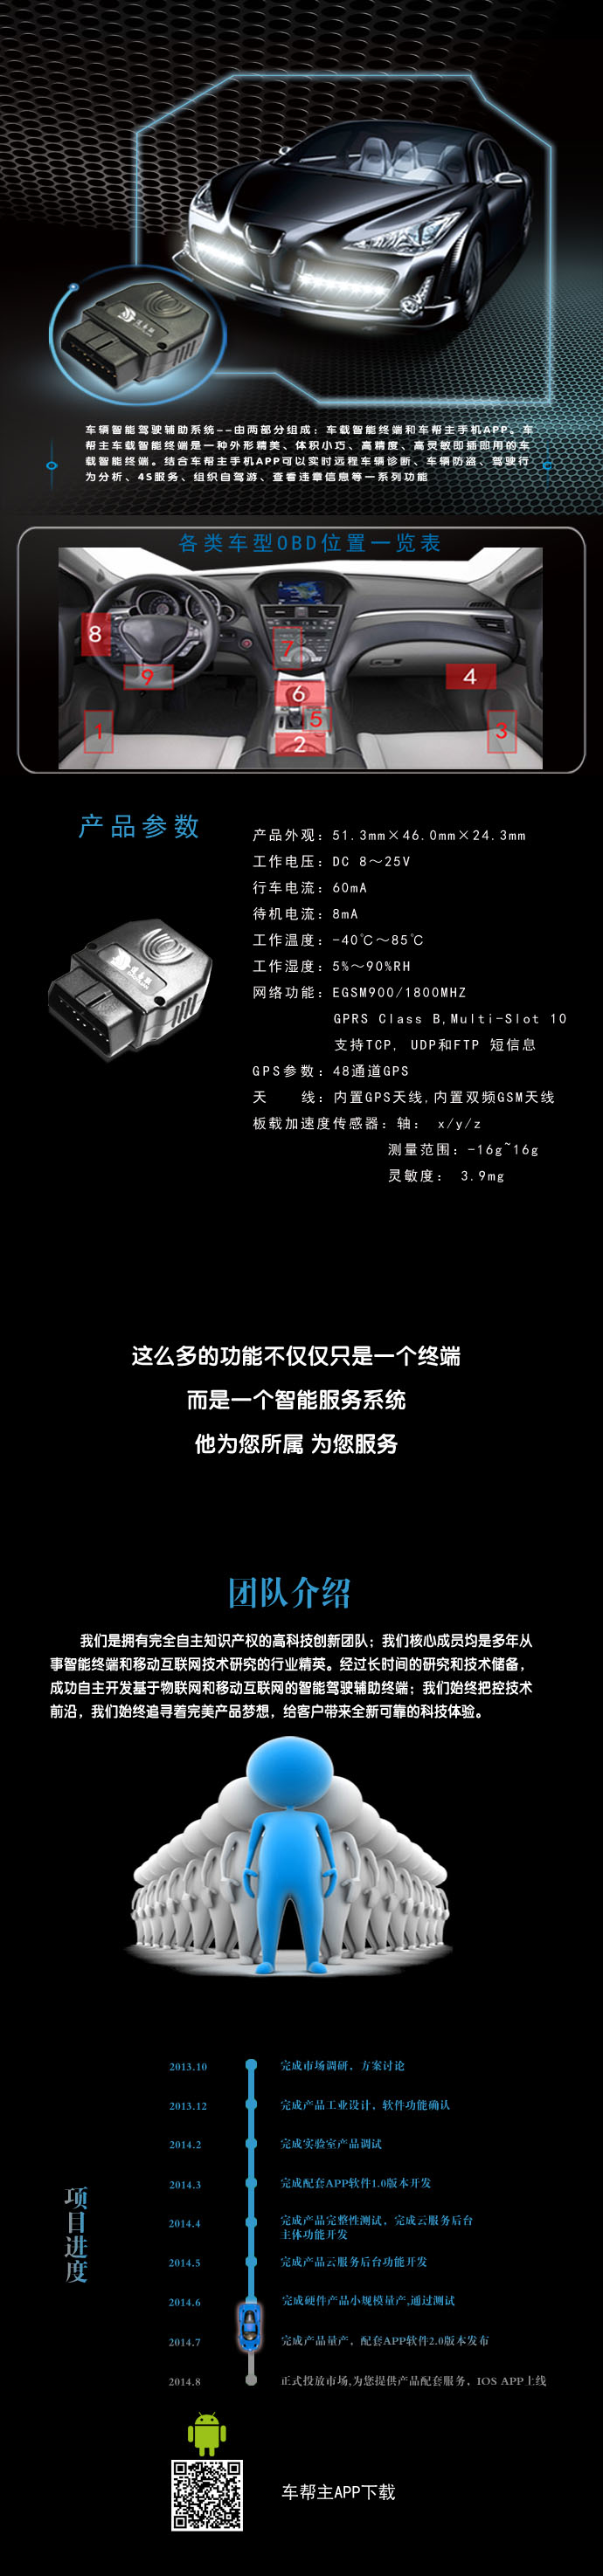 车辆智能驾驶辅助系统--由两部分组成：车载智能终端和车帮主手机APP。车
帮主车载智能终端是一种外形精美、体积小巧、高精度、高灵敏即插即用的车
载智能终端。结合车帮主手机APP可以实时远程车辆诊断、车辆防盗、驾驶行
为分析、4S服务、组织自驾游、查看违章信息等一系列功能
各类车型OBD位置一览表
8
9
7
4
6
5
1
2
3
产品参数
产品外观：51.3mm×46.0mm×24.3mm
工作电压：DC 8～25V
行车电流：60mA
待机电流：8mA
工作温度：-40℃～85℃
工作湿度：5%～90%RH
网络功能：EGSM900/1800MHZ
GPRS Class B,Multi-Slot 10
支持TCP, UDP和FTP 短信息
GPS参数：48通道GPS
天 线：内置GPS天线,内置双频GSM天线
板载加速度传感器：轴： x/y/z
测量范围：-16g~16g
灵敏度： 3.9mg
这么多的功能不仅仅只是一个终端
而是一个智能服务系统
他为您所属 为您服务
团队介绍
我们是拥有完全自主知识产权的高科技创新团队；我们核心成员均是多年从
事智能终端和移动互联网技术研究的行业精英。经过长时间的研究和技术储备，
成功自主开发基于物联网和移动互联网的智能驾驶辅助终端；我们始终把控技术
前沿，我们始终追寻着完美产品梦想，给客户带来全新可靠的科技体验。
项目进度
2013.10 完成市场调研，方案讨论
2013.12 完成产品工业设计，软件功能确认
2014.2 完成实验室产品调试
2014.3 完成配套APP软件1.0版本开发
2014.4 完成产品完整性测试，完成云服务后台
主体功能开发
2014.5 完成产品云服务后台功能开发
2014.6 完成硬件产品小规模量产,通过测试
2014.7 完成产品量产，配套APP软件2.0版本发布
2014.8 正式投放市场,为您提供产品配套服务，IOS APP上线
车帮主APP下载